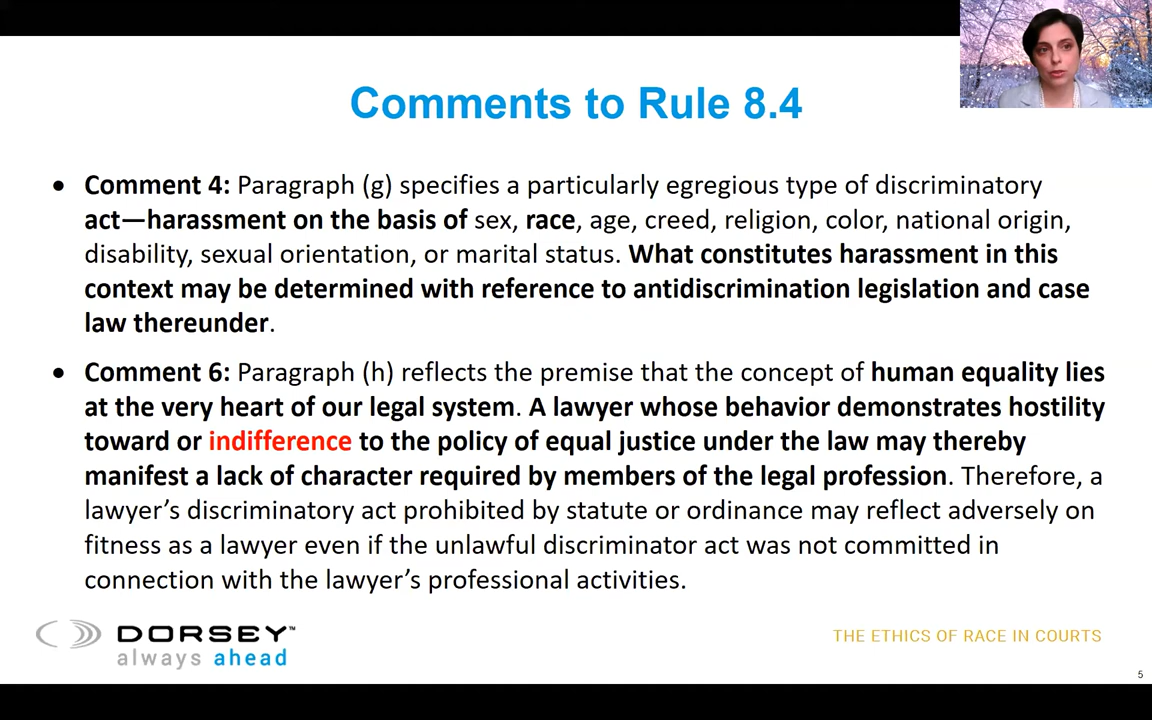 Comments to Rule 8.4
• Comment 4: Paragraph (g) specifies a particularly egregious type of discriminatory
act—harassment on the basis of sex, race, age, creed, religion, color, national origin,
disability, sexual orientation, or marital status. What constitutes harassment in this
context may be determined with reference to antidiscrimination legislation and case
law thereunder.
• Comment 6: Paragraph (h) reflects the premise that the concept of human equality lies
at the very heart of our legal system. A lawyer whose behavior demonstrates hostility
toward or indifference to the policy of equal justice under the law may thereby
manifest a lack of character required by members of the legal profession. Therefore, a
lawyer’s discriminatory act prohibited by statute or ordinance may reflect adversely on
fitness as a lawyer even if the unlawful discriminator act was not committed in
connection with the lawyer’s professional activities.
DORSEY™
always ahead
THE ETHICS OF RACE IN COURTS
5